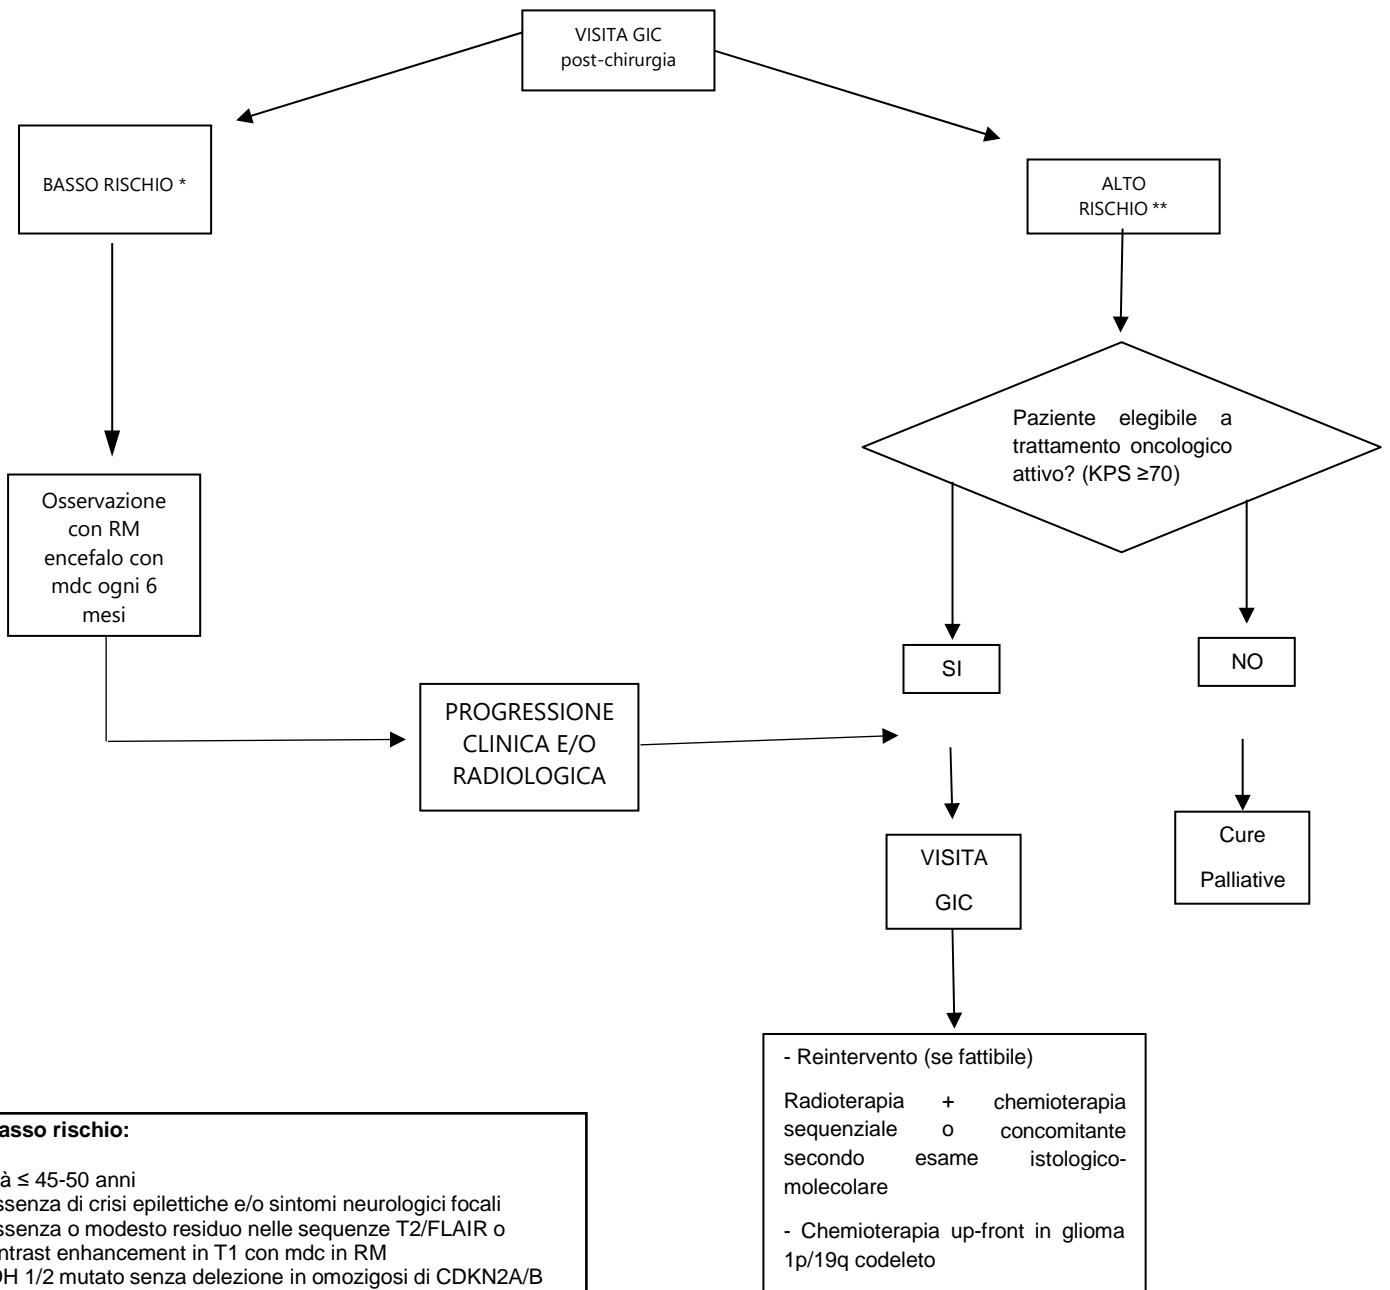 VISITA GIC
post-chirurgia
BASSO RISCHIO *
ALTO
RISCHIO **
Paziente elegibile a
trattamento oncologico
attivo? (KPS ≥70)
Osservazione
con RM
encefalo con
mdc ogni 6
mesi
SI
NO
PROGRESSIONE
CLINICA E/O
RADIOLOGICA
VISITA
GIC
Cure
Palliative
- Reintervento (se fattibile)
Radioterapia + chemioterapia
sequenziale o concomitante
secondo esame istologico-
molecolare
- Chemioterapia up-front in glioma
1p/19q codeleto
asso rischio:
à ≤ 45-50 anni
ssenza di crisi epilettiche e/o sintomi neurologici focali
ssenza o modesto residuo nelle sequenze T2/FLAIR o
ntrast enhancement in T1 con mdc in RM
DH 1/2 mutato senza delezione in omozigosi di CDKN2A/B